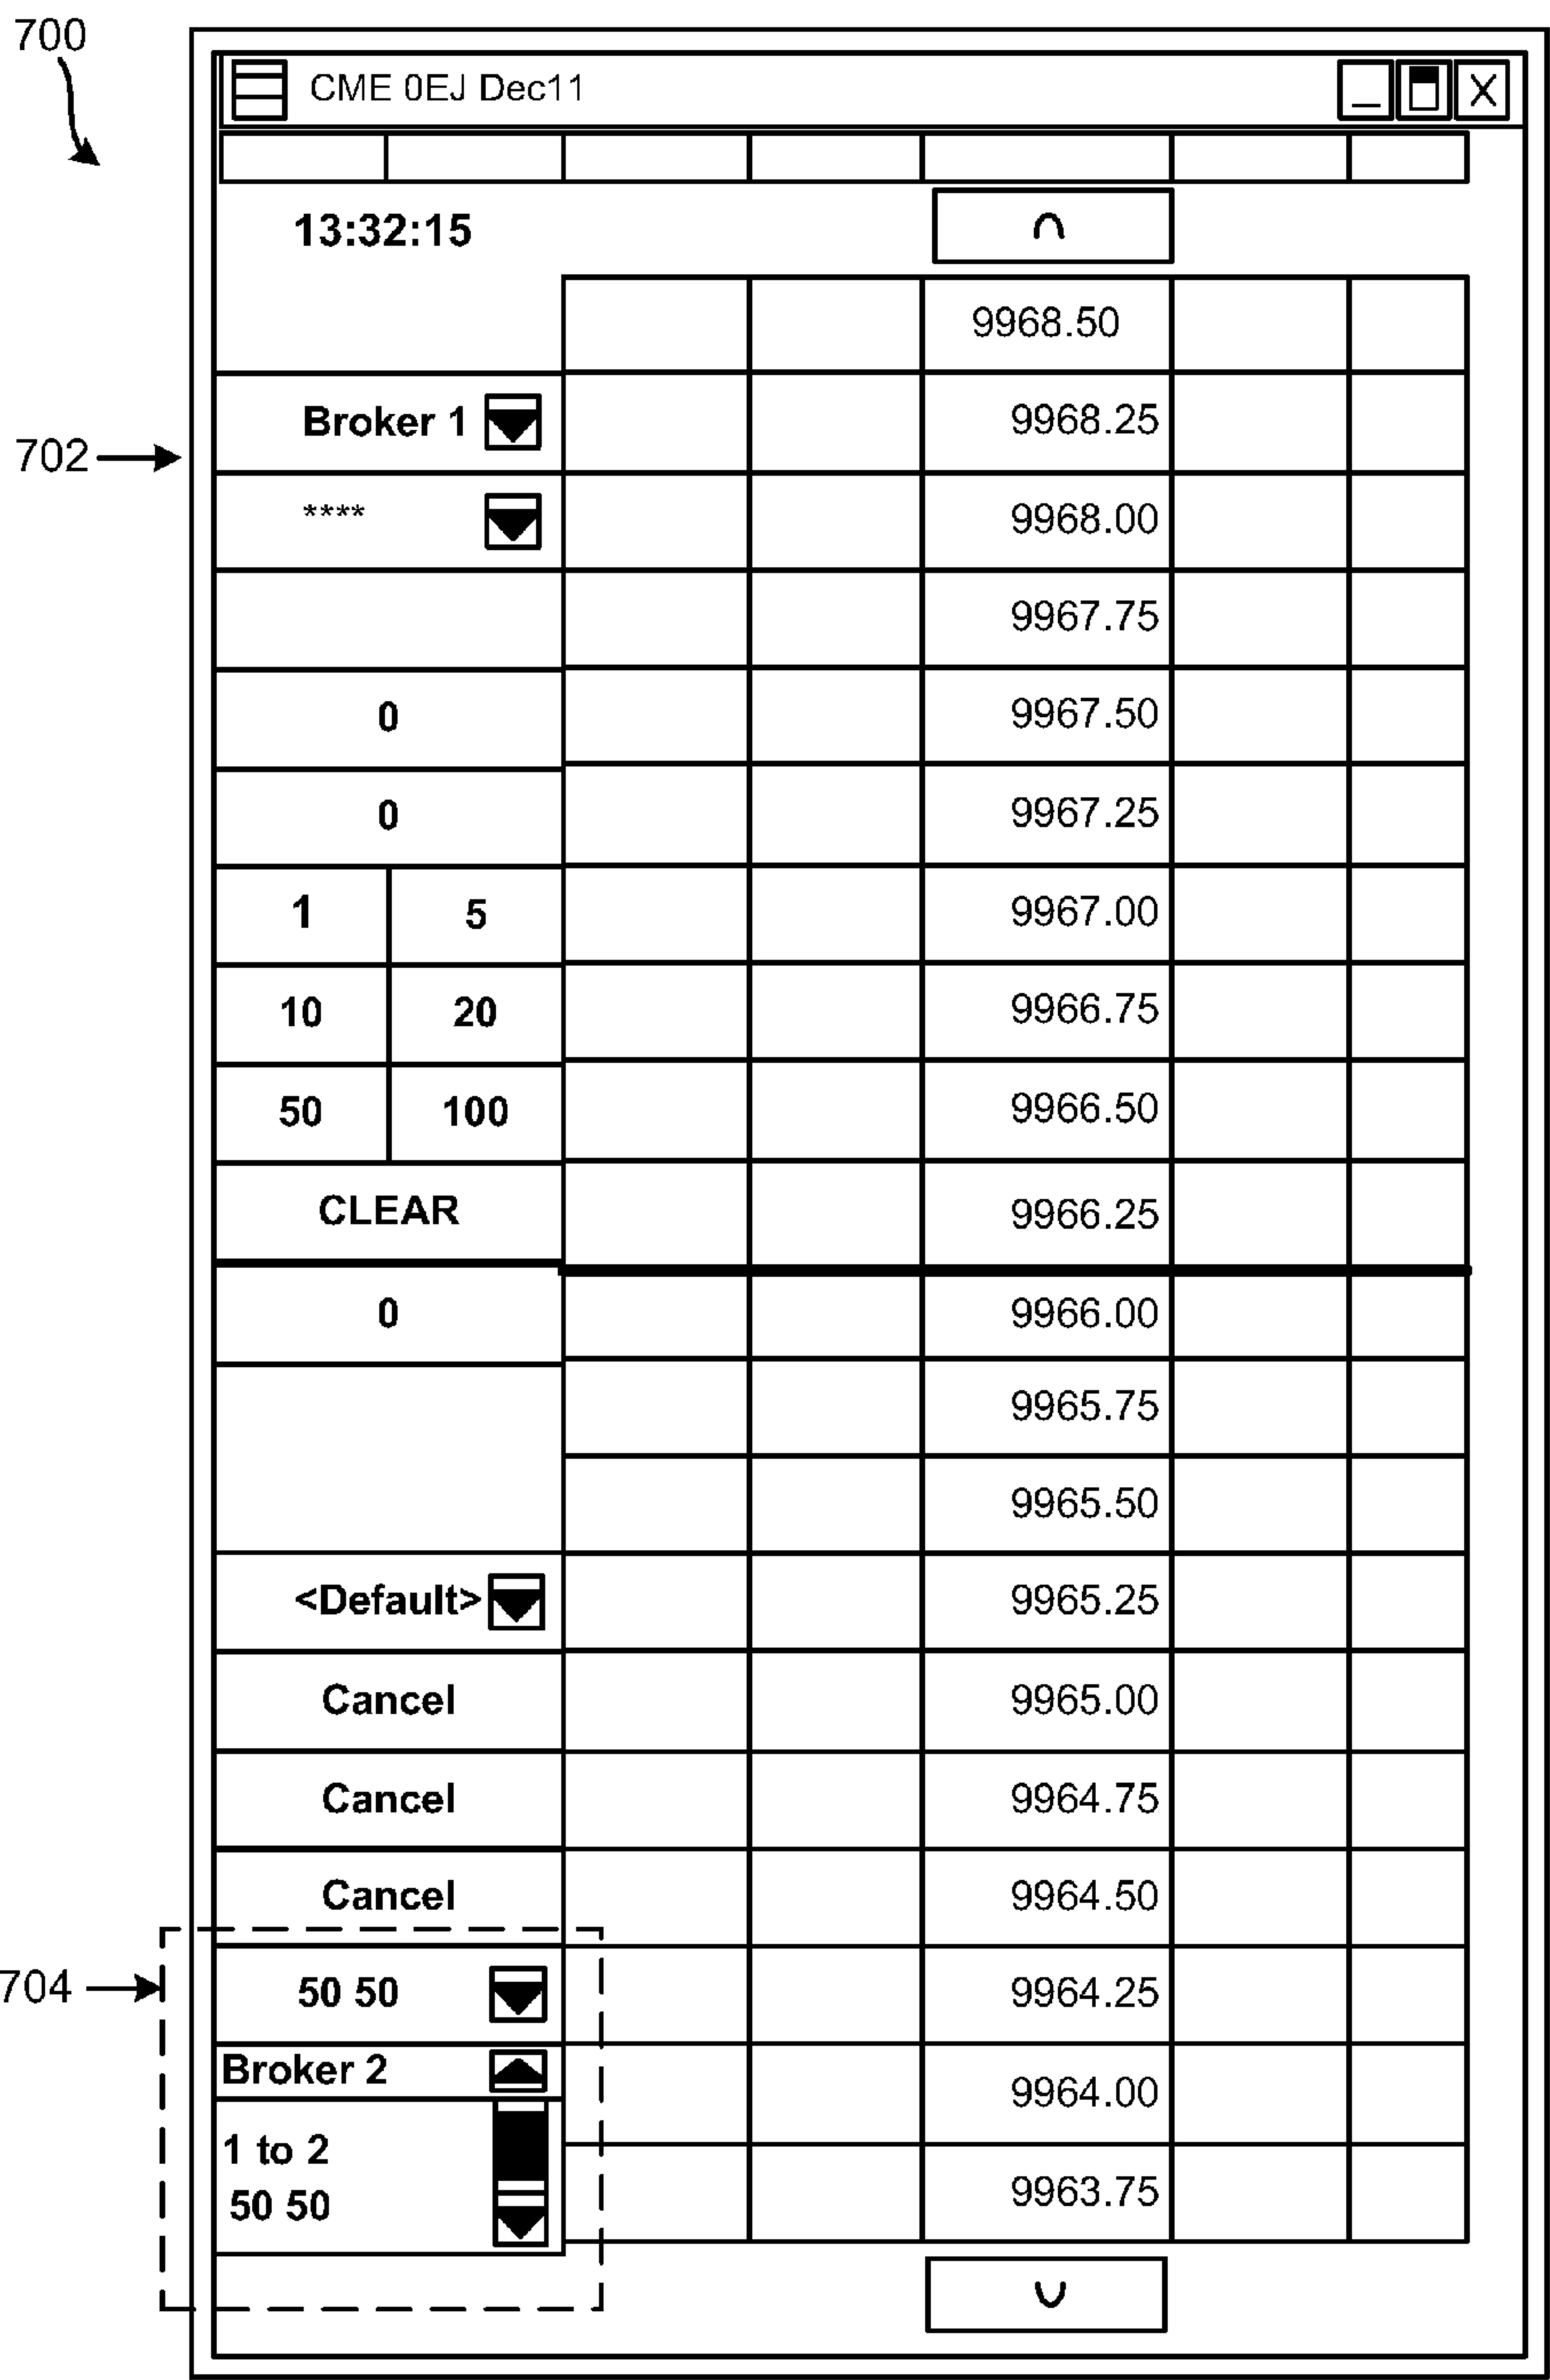 700
CME 0EJ Dec11
_ X
13:32:15
9968.50
Broker 1 9968.25
702
**** 9968.00
9967.75
0 9967.50
0 9967.25
1 5 9967.00
10 20 9966.75
50 100 9966.50
CLEAR 9966.25
0 9966.00
9965.75
9965.50
<Default> 9965.25
Cancel 9965.00
Cancel 9964.75
Cancel 9964.50
704 50 50 9964.25
Broker 2 9964.00
1 to 2
50 50 9963.75